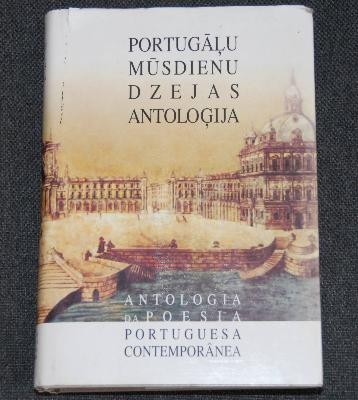 PORTUGĀĻU
MŪSDIENU
DZEJAS
ANTOLOĢIJA
ANTOLOGIA
DA POESIA
PORTUGUESA
CONTEMPORÂNEA